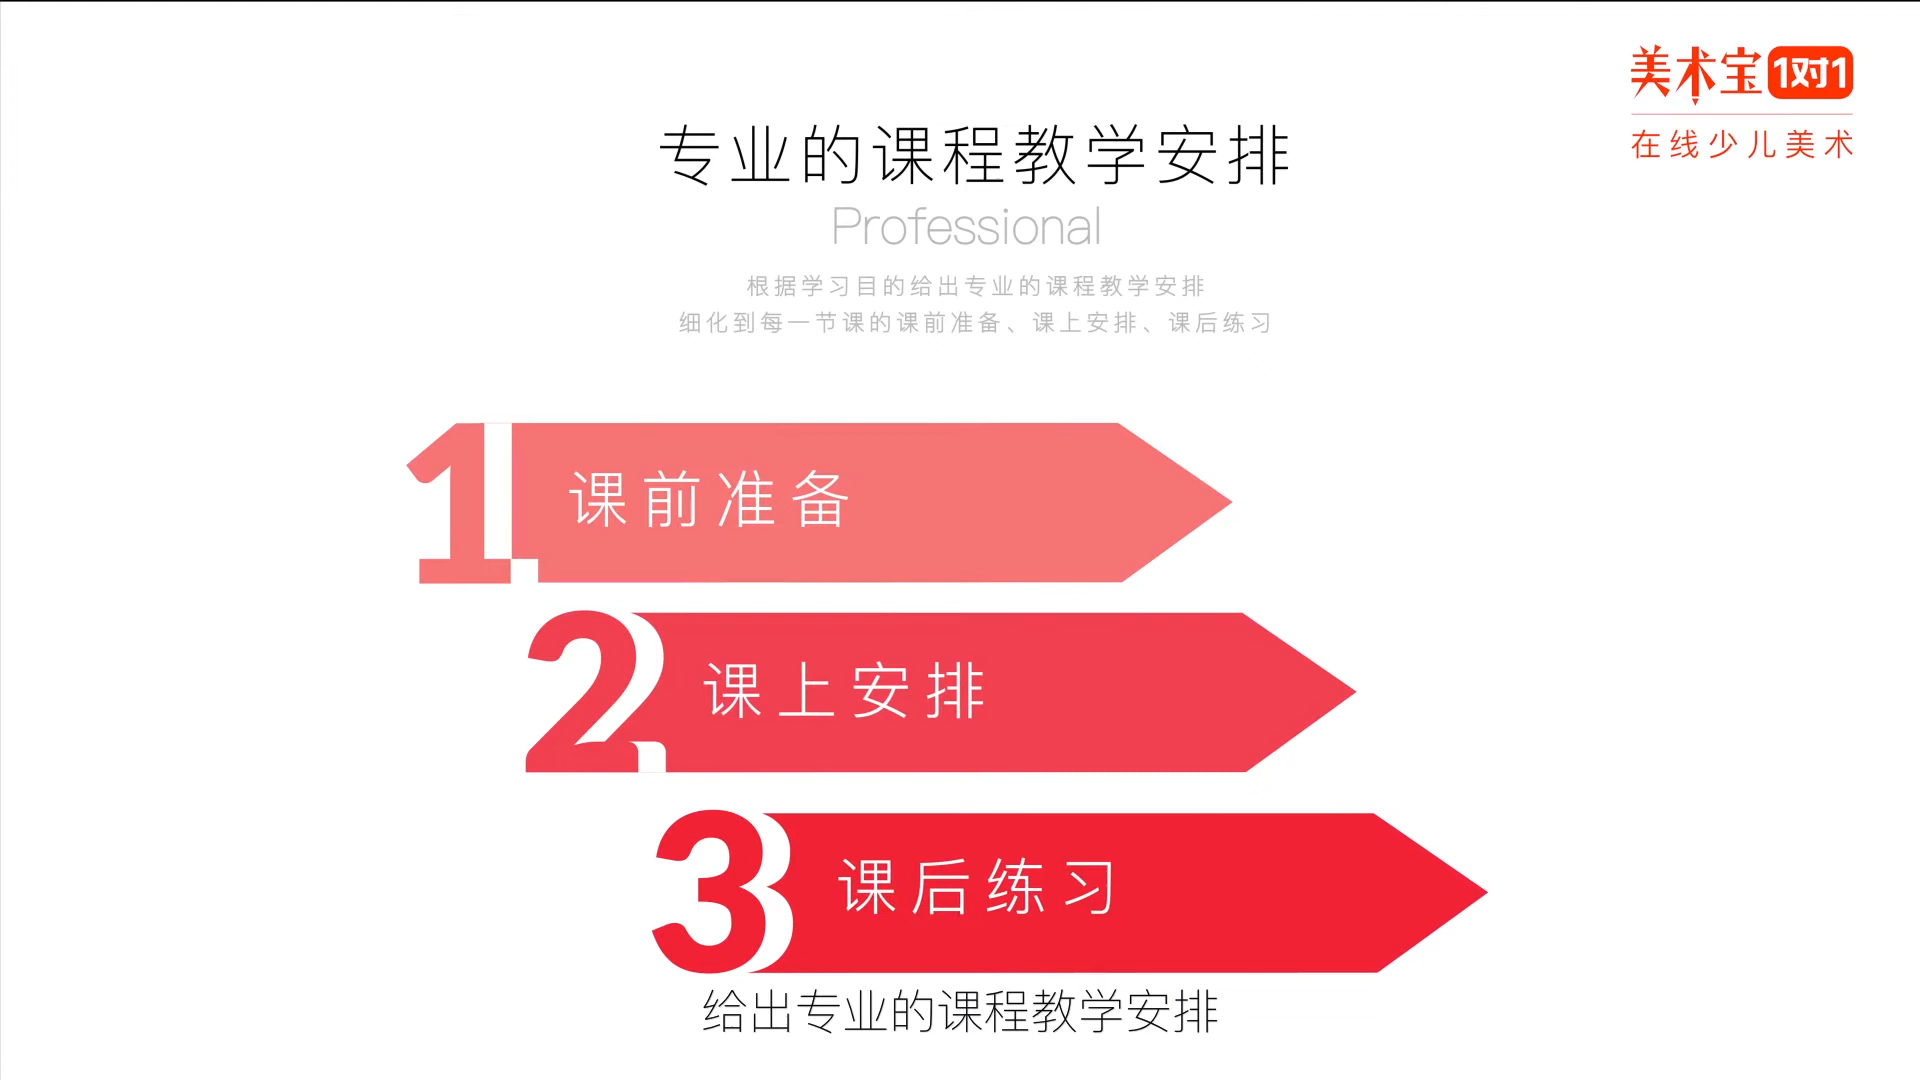 美术宝1对1
在线少儿美术
专业的课程教学安排
Professional
根据学习目的给出专业的课程教学安排
细化到每一节课的课前准备、课上安排、课后练习
1 课前准备
2 课上安排
3 课后练习
给出专业的课程教学安排